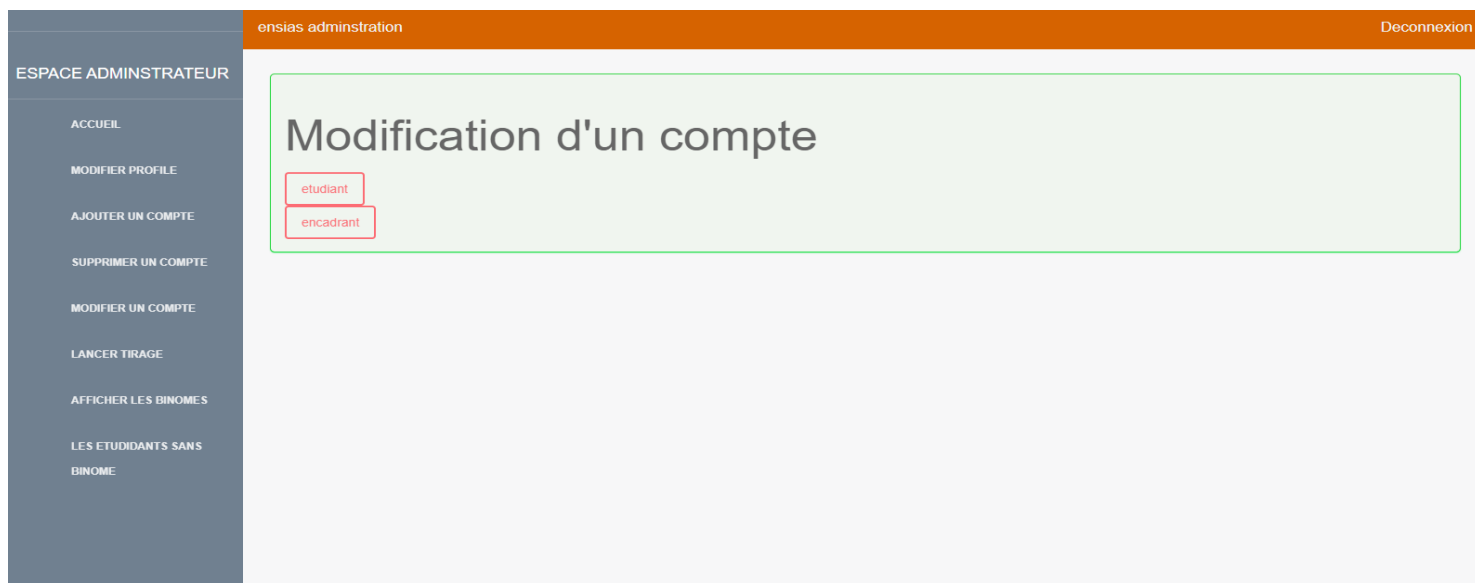 ensias adminstration
Deconnexion
ESPACE ADMINSTRATEUR
ACCUEIL
MODIFIER PROFILE
AJOUTER UN COMPTE
SUPPRIMER UN COMPTE
MODIFIER UN COMPTE
LANCER TIRAGE
AFFICHER LES BINOMES
LES ETUDIDANTS SANS
BINOME
Modification d'un compte
etudiant
encadrant